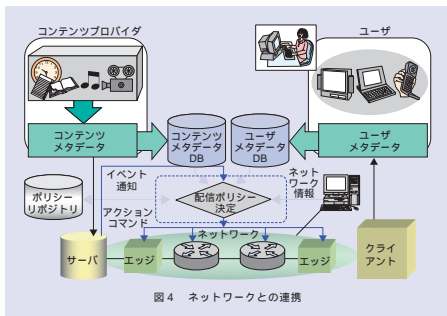 コンテンツプロバイダ
ユーザ
コンテンツ
メタデータ
コンテンツ
メタデータ
DB
ユーザ
メタデータ
DB
ユーザ
メタデータ
イベント
通知
ネット
ワーク
情報
ポリシー
リポジトリ
配信ポリシー
決定
アクション
コマンド
ネットワーク
サーバ
エッジ
エッジ
クライ
アント
図4 ネットワークとの連携